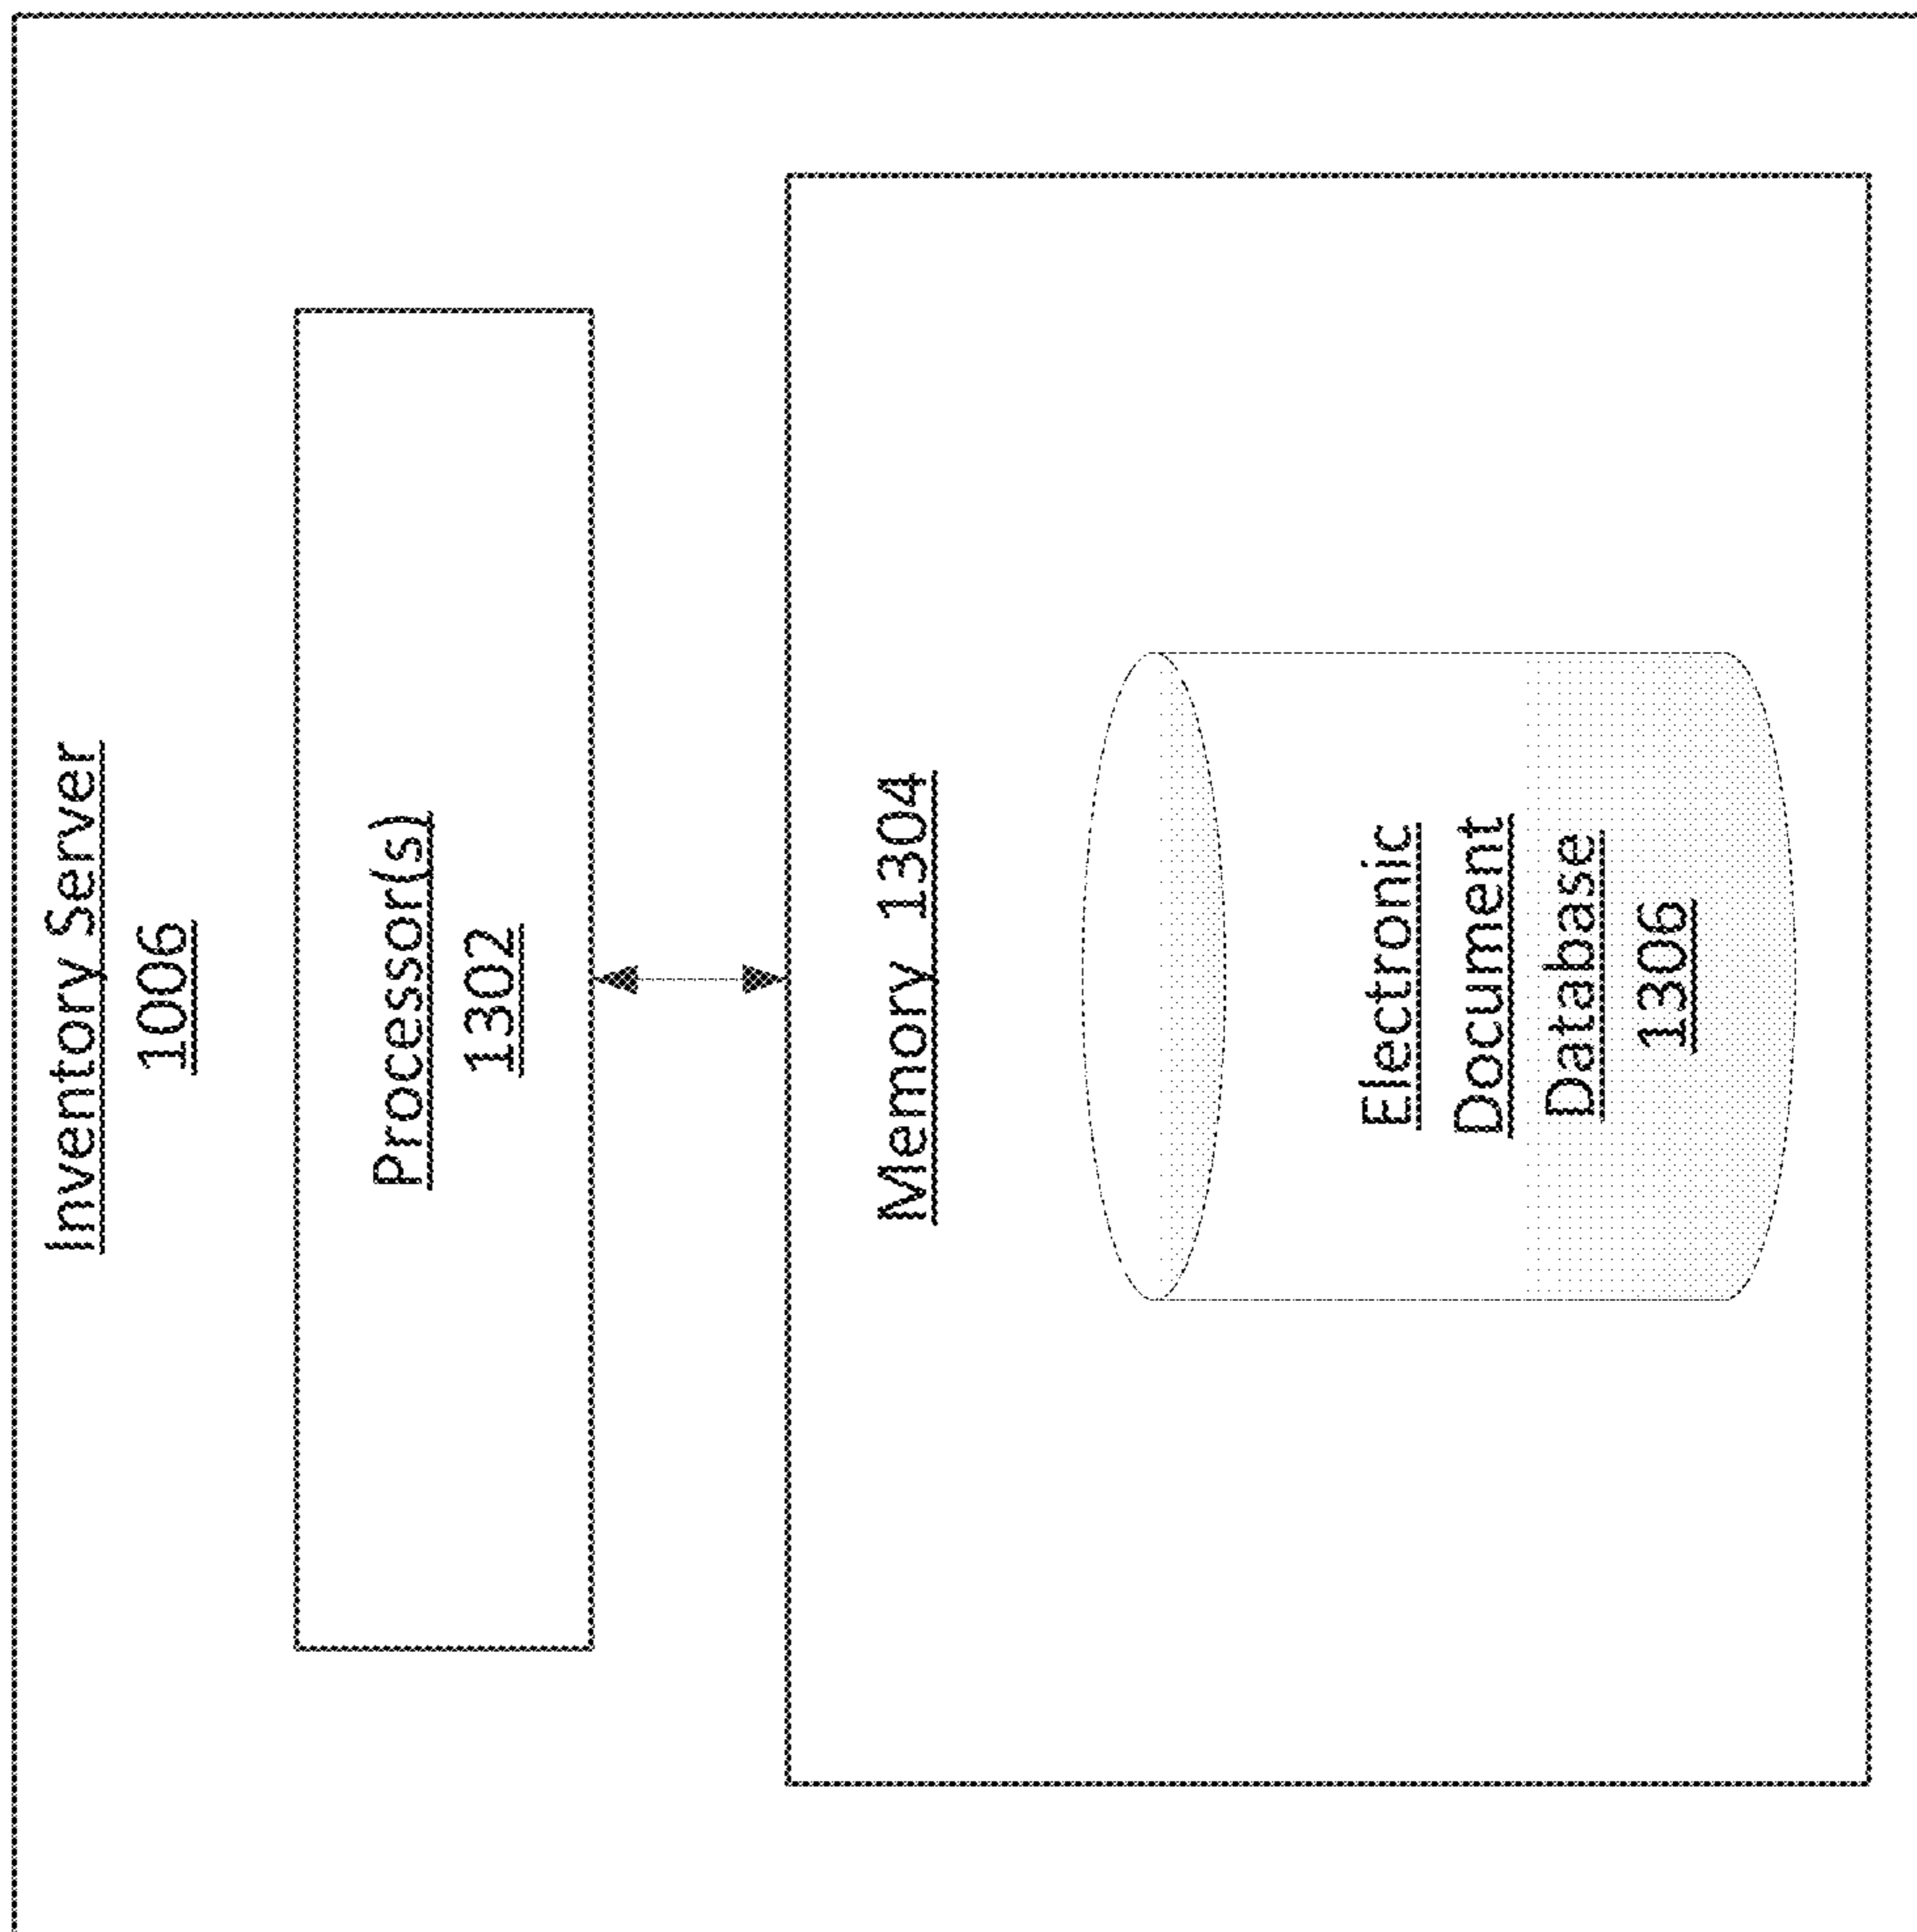 Inventory Server
1006
Processor(s)
1302
Memory 1304
Electronic
Document
Database
1306